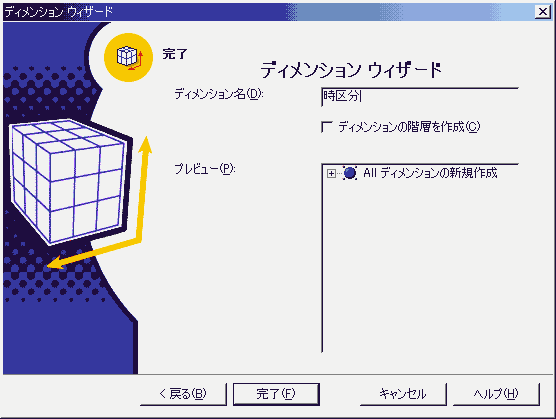 ディメンション ウィザード
完了
ディメンション ウィザード
ディメンション名(D):
時区分
ディメンションの階層を作成(C)
プレビュー(P):
All ディメンションの新規作成
< 戻る(B)
完了(F)
キャンセル
ヘルプ(H)